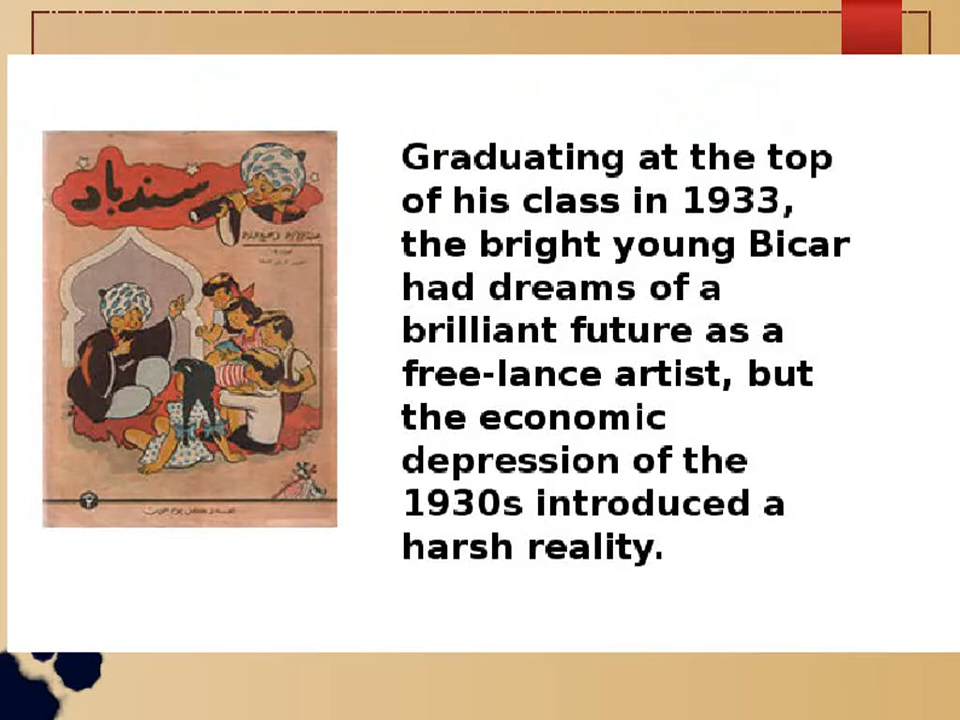 سندباد
Graduating at the top
of his class in 1933,
the bright young Bicar
had dreams of a
brilliant future as a
free-lance artist, but
the economic
depression of the
1930s introduced a
harsh reality.